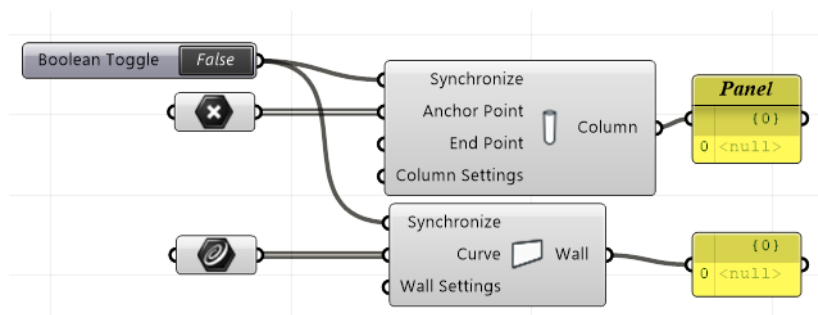 Boolean Toggle False
Synchronize
Anchor Point
End Point
Column Settings
Column
Panel
{0}
0 <null>
Synchronize
Curve
Wall Settings
Wall
{0}
0 <null>